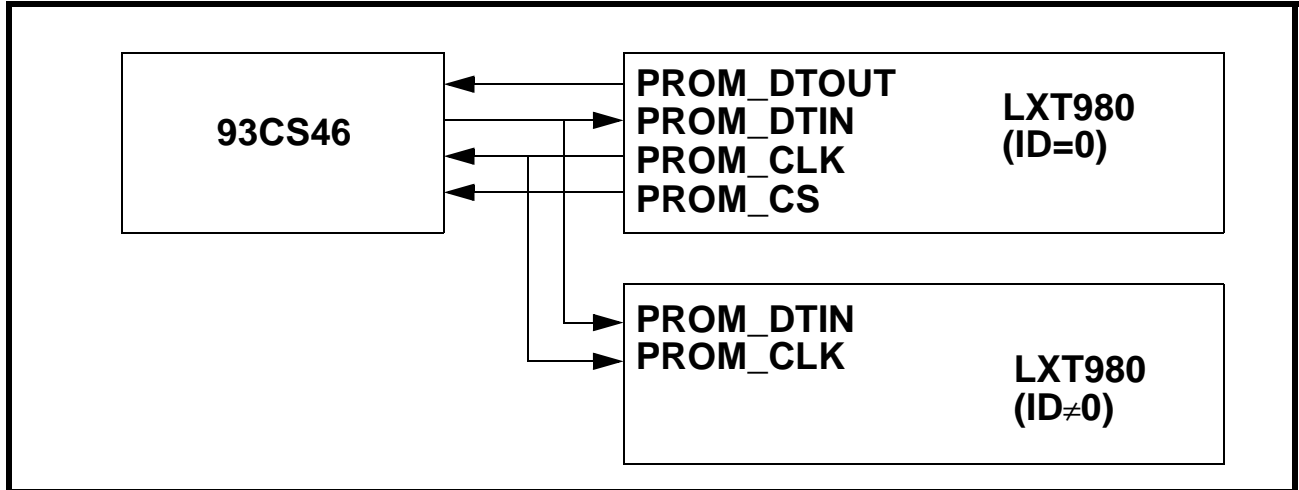 93CS46
PROM_DTOUT
PROM_DTIN
PROM_CLK
PROM_CS
LXT980
(ID=0)
PROM_DTIN
PROM_CLK
LXT980
(ID≠0)